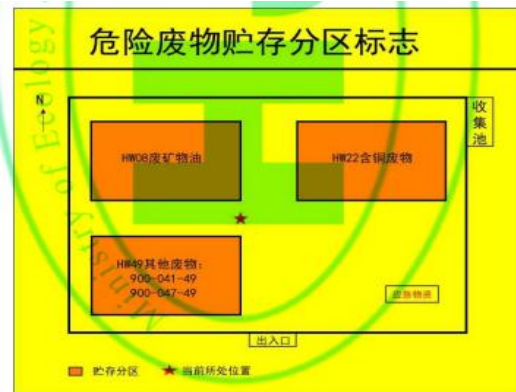 危险废物贮存分区标志
N
收集池
HW08废矿物油
HW22含铜废物
HW49其他废物:
900-041-49
900-047-49
应急物资
出入口
贮存分区
当前所处位置
Ministry of Ecology